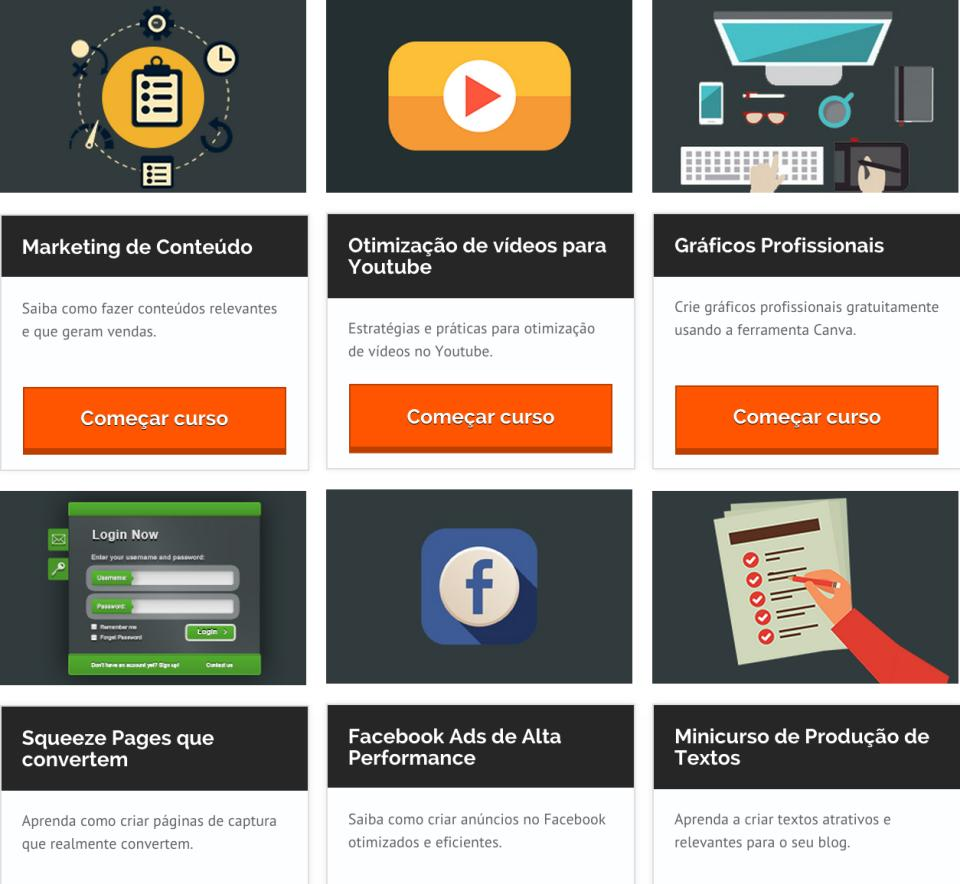 Marketing de Conteúdo
Saiba como fazer conteúdos relevantes
e que geram vendas.
Começar curso
Otimização de vídeos para
Youtube
Estratégias e práticas para otimização
de vídeos no Youtube.
Começar curso
Gráficos Profissionais
Crie gráficos profissionais gratuitamente
usando a ferramenta Canva.
Começar curso
Login Now
Enter your username and password:
Username:
Password:
Remember me
Forget Password
Login >
Don't have an account yet? Sign up!
Contact us
Squeeze Pages que
convertem
Aprenda como criar páginas de captura
que realmente convertem.
f
Facebook Ads de Alta
Performance
Saiba como criar anúncios no Facebook
otimizados e eficientes.
Minicurso de Produção de
Textos
Aprenda a criar textos atrativos e
relevantes para o seu blog.